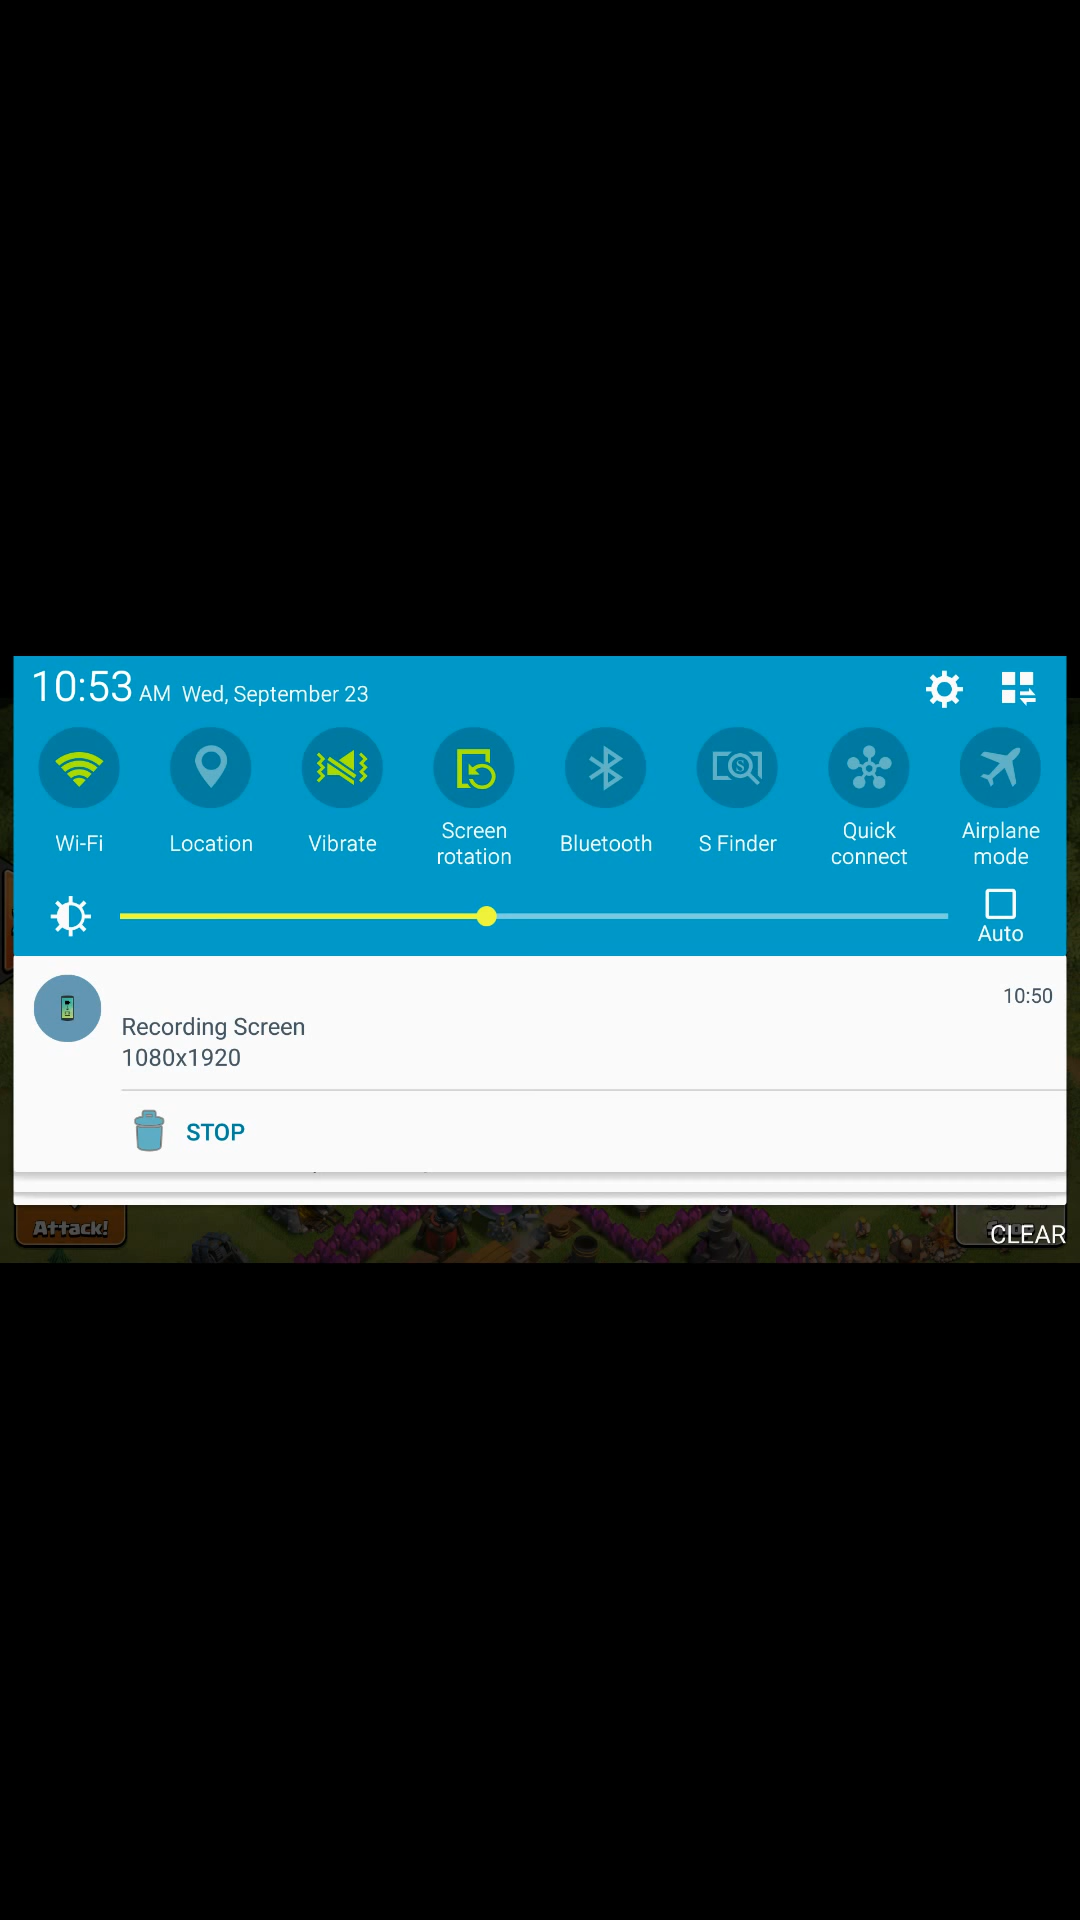 10:53 AM Wed, September 23
Wi-Fi
Location
Vibrate
Screen
rotation
Bluetooth
S Finder
Quick
connect
Airplane
mode
Auto
10:50
Recording Screen
1080x1920
STOP
Attack!
CLEAR